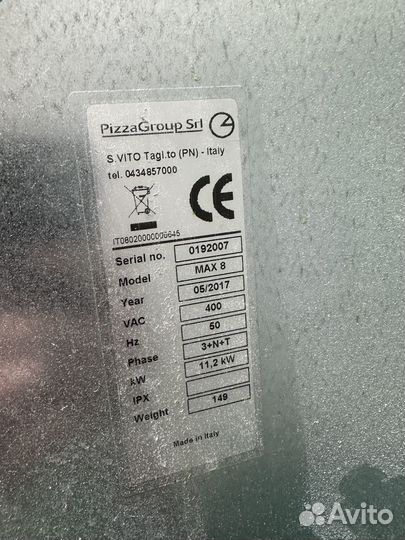 PizzaGroup Srl
S.VITO Tagl.to (PN) - Italy
tel. 0434857000
CE
IT08020000006645
Serial no. 0192007
Model MAX 8
Year 05/2017
VAC 400
Hz 50
Phase 3+N+T
kW 11,2 kW
IPX
Weight 149
Made in Italy
Avito